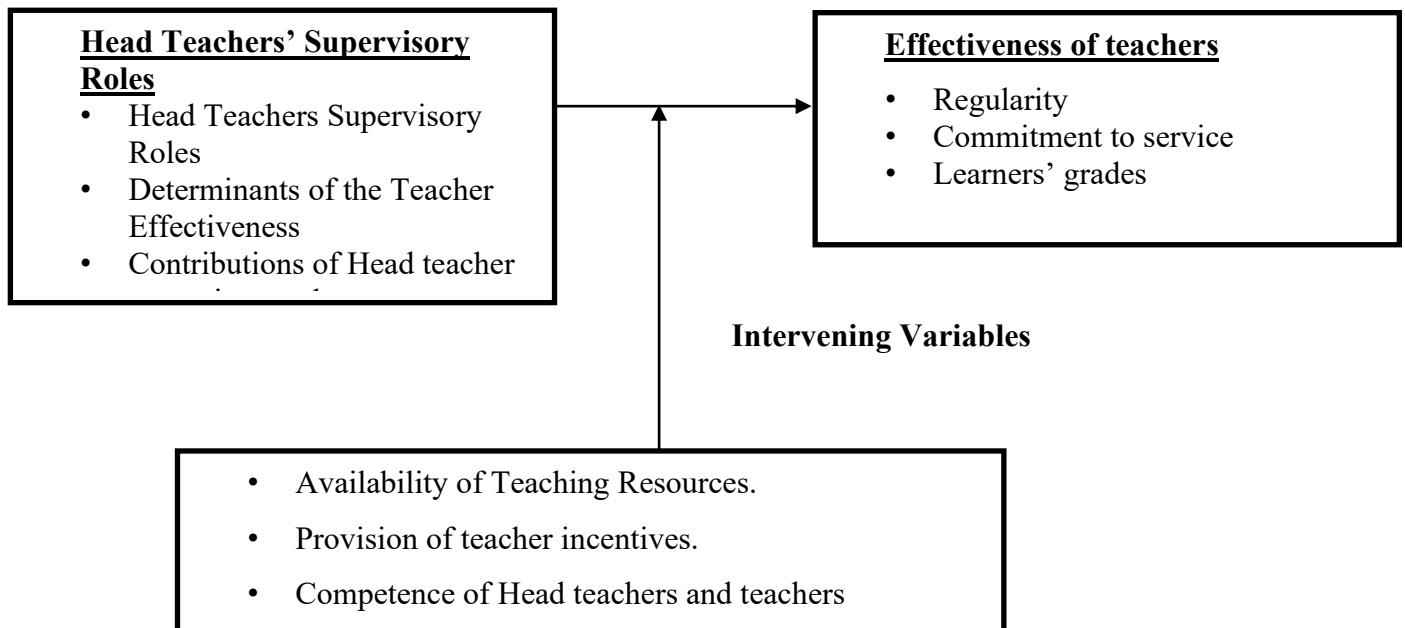 Head Teachers’ Supervisory
Roles
• Head Teachers Supervisory
Roles
• Determinants of the Teacher
Effectiveness
• Contributions of Head teacher
Effectiveness of teachers
• Regularity
• Commitment to service
• Learners’ grades
Intervening Variables
• Availability of Teaching Resources.
• Provision of teacher incentives.
• Competence of Head teachers and teachers